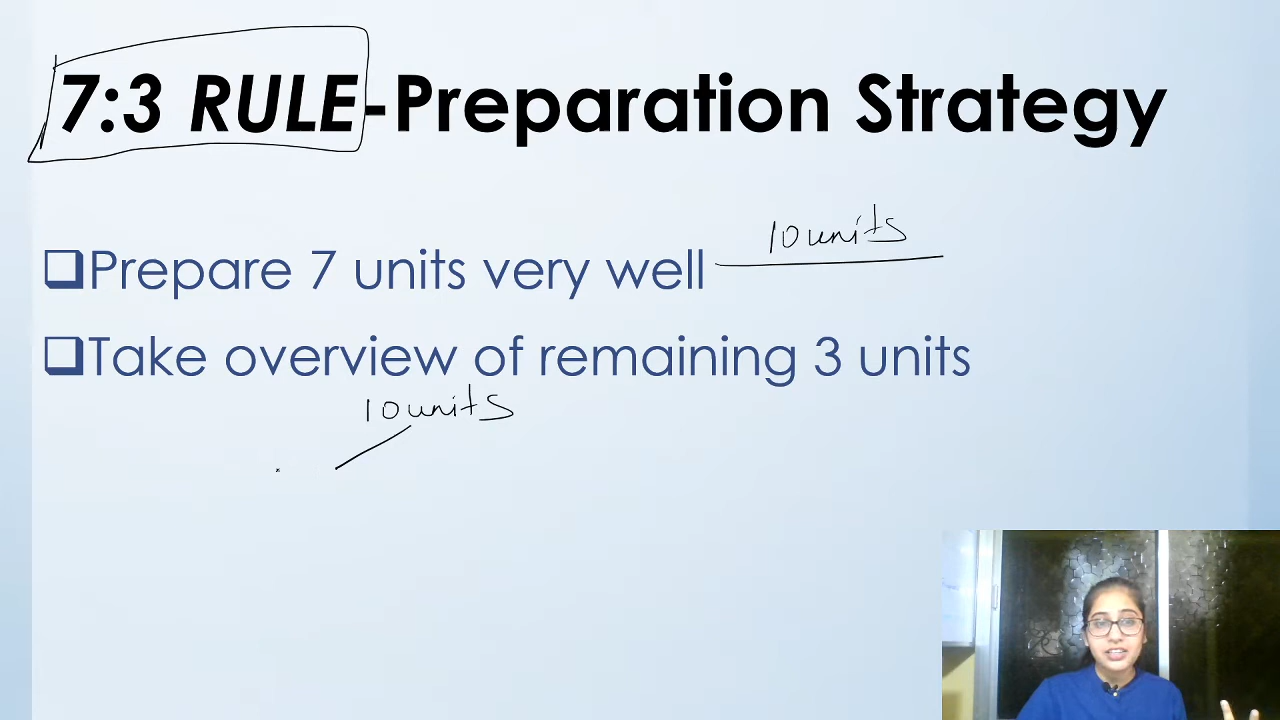 7:3 RULE-Preparation Strategy
10 units
❑Prepare 7 units very well
❑Take overview of remaining 3 units
10 units